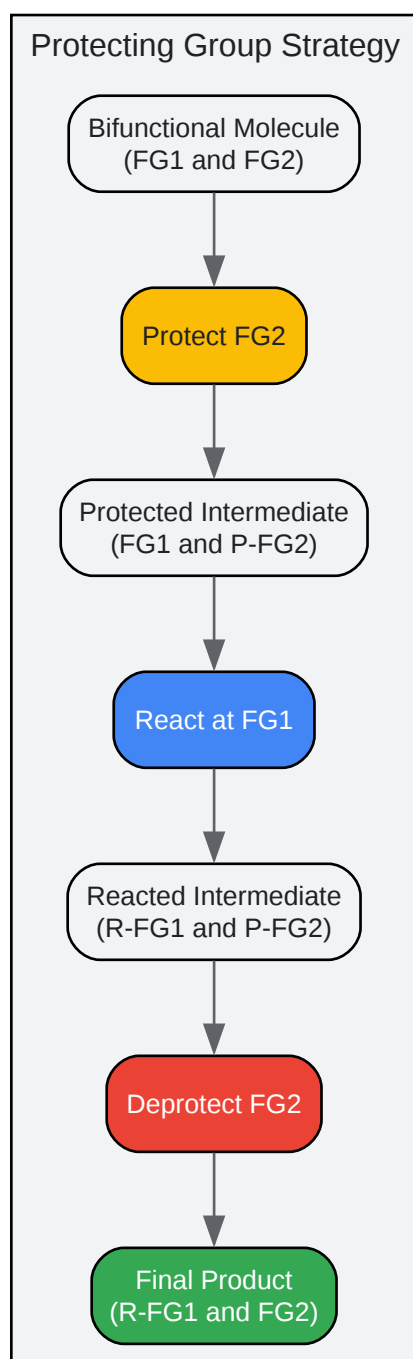 Protecting Group Strategy
Bifunctional Molecule
(FG1 and FG2)
Protect FG2
Protected Intermediate
(FG1 and P-FG2)
React at FG1
Reacted Intermediate
(R-FG1 and P-FG2)
Deprotect FG2
Final Product
(R-FG1 and FG2)